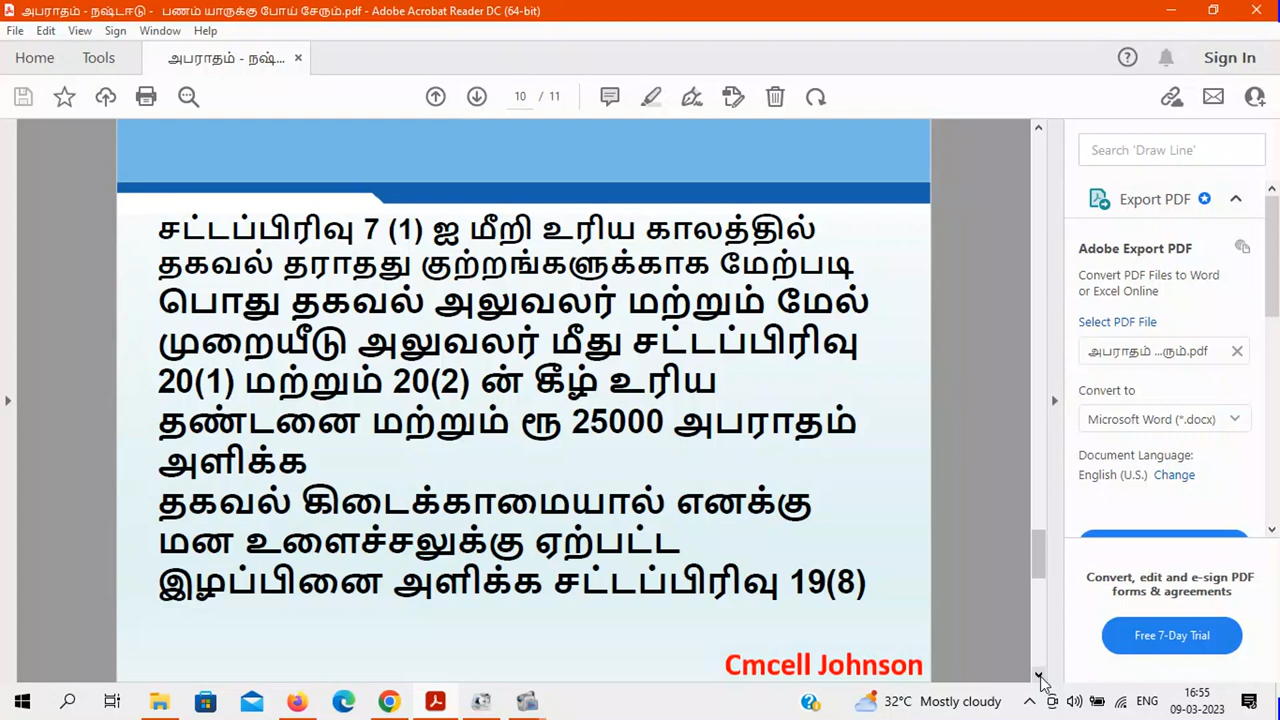 அபராதம் - நஷ்டஈடு - பணம் யாருக்கு போய் சேரும்.pdf - Adobe Acrobat Reader DC (64-bit)
File Edit View Sign Window Help
Home Tools அபராதம் - நஷ்... × Sign In
10 / 11
Search 'Draw Line'
Export PDF
Adobe Export PDF
Convert PDF Files to Word
or Excel Online
Select PDF File
அபராதம் ...ரும்.pdf
Convert to
Microsoft Word (*.docx)
Document Language:
English (U.S.) Change
Convert, edit and e-sign PDF
forms & agreements
Free 7-Day Trial
சட்டப்பிரிவு 7 (1) ஐ மீறி உரிய காலத்தில்
தகவல் தராதது குற்றங்களுக்காக மேற்படி
பொது தகவல் அலுவலர் மற்றும் மேல்
முறையீடு அலுவலர் மீது சட்டப்பிரிவு
20(1) மற்றும் 20(2) ன் கீழ் உரிய
தண்டனை மற்றும் ரூ 25000 அபராதம்
அளிக்க
தகவல் கிடைக்காமையால் எனக்கு
மன உளைச்சலுக்கு ஏற்பட்ட
இழப்பினை அளிக்க சட்டப்பிரிவு 19(8)
Cmcell Johnson
32°C Mostly cloudy ENG 16:55
09-03-2023